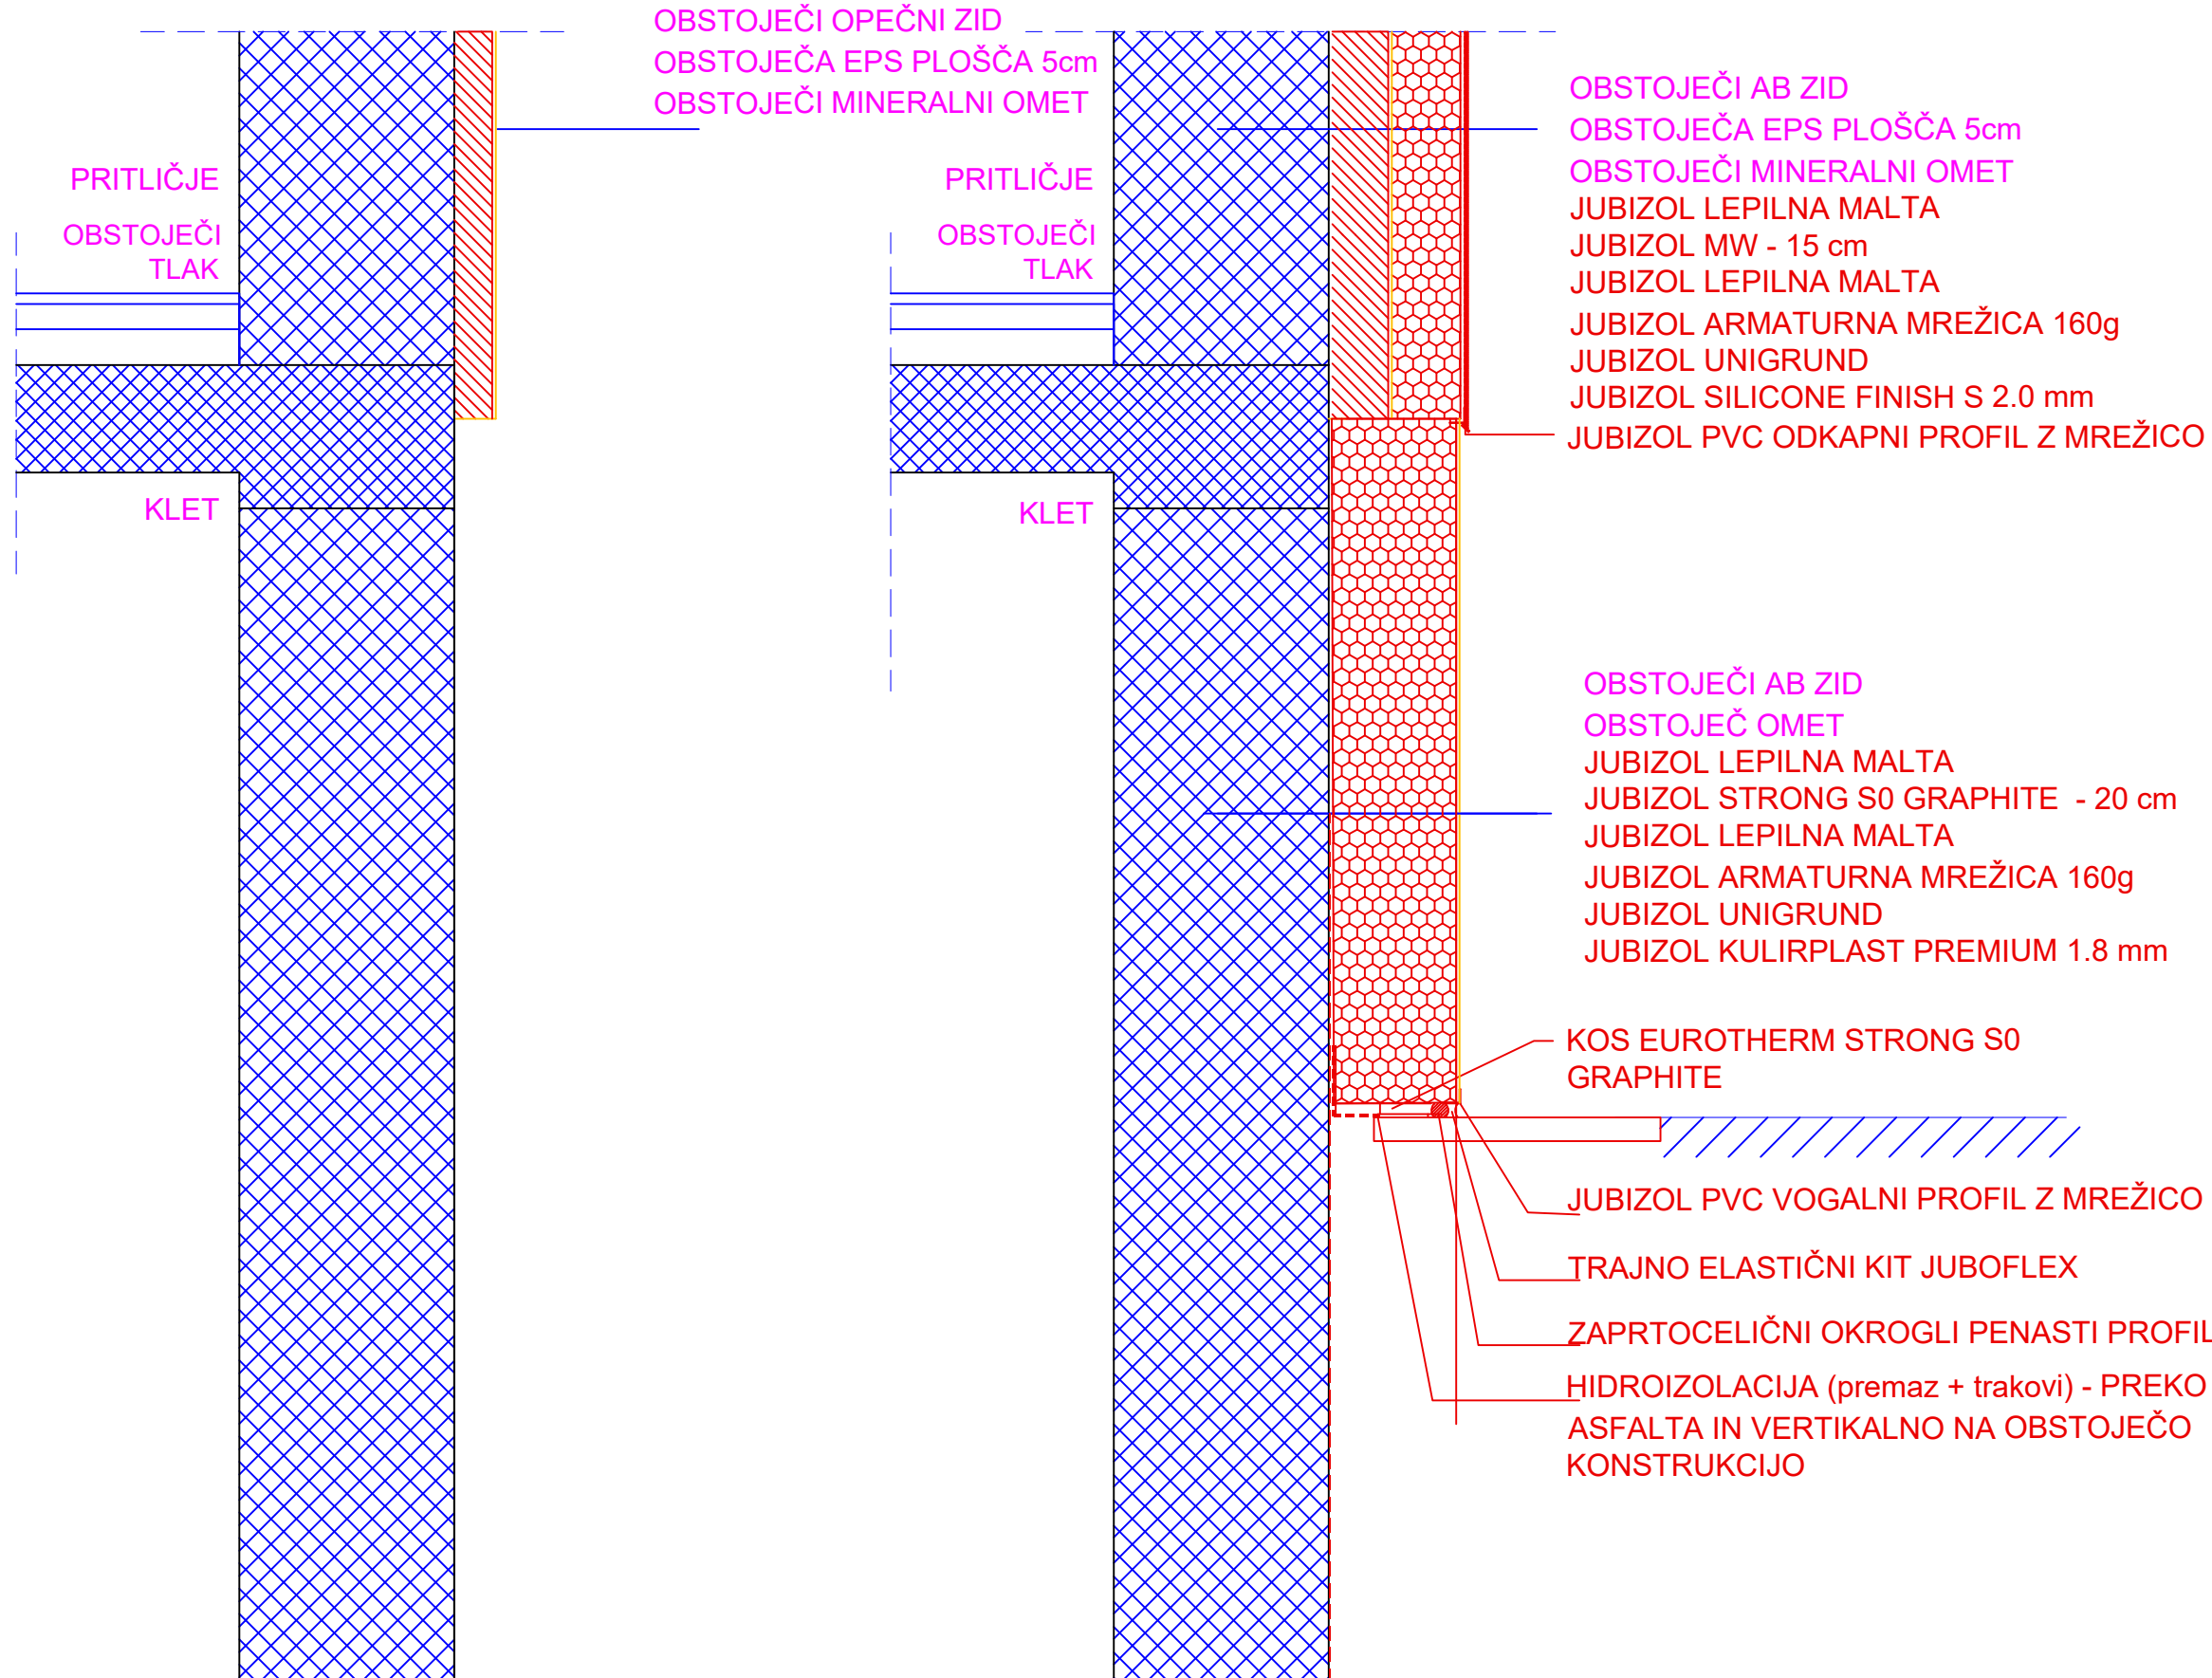 OBSTOJEČI OPEČNI ZID
OBSTOJEČA EPS PLOŠČA 5cm
OBSTOJEČI MINERALNI OMET
PRITLIČJE
OBSTOJEČI
TLAK
KLET
PRITLIČJE
OBSTOJEČI
TLAK
KLET
OBSTOJEČI AB ZID
OBSTOJEČA EPS PLOŠČA 5cm
OBSTOJEČI MINERALNI OMET
JUBIZOL LEPILNA MALTA
JUBIZOL MW - 15 cm
JUBIZOL LEPILNA MALTA
JUBIZOL ARMATURNA MREŽICA 160g
JUBIZOL UNIGRUND
JUBIZOL SILICONE FINISH S 2.0 mm
JUBIZOL PVC ODKAPNI PROFIL Z MREŽICO
OBSTOJEČI AB ZID
OBSTOJEČ OMET
JUBIZOL LEPILNA MALTA
JUBIZOL STRONG S0 GRAPHITE - 20 cm
JUBIZOL LEPILNA MALTA
JUBIZOL ARMATURNA MREŽICA 160g
JUBIZOL UNIGRUND
JUBIZOL KULIRPLAST PREMIUM 1.8 mm
KOS EUROTHERM STRONG S0
GRAPHITE
JUBIZOL PVC VOGALNI PROFIL Z MREŽICO
TRAJNO ELASTIČNI KIT JUBOFLEX
ZAPRTOCELIČNI OKROGLI PENASTI PROFIL
HIDROIZOLACIJA (premaz + trakovi) - PREKO
ASFALTA IN VERTIKALNO NA OBSTOJEČO
KONSTRUKCIJO